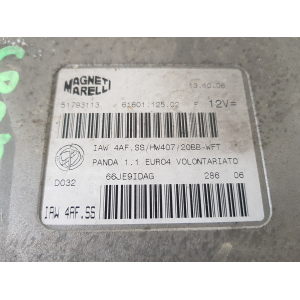 MAGNETI
MARELLI
13.10.06
51793113 61601.125.02 F 12V=
IAW 4AF.SS/HW407/20BB-WFT
PANDA 1.1 EURO4 VOLONTARIATO
D032 66JE9IDAG 286 06
IAW 4AF.SS